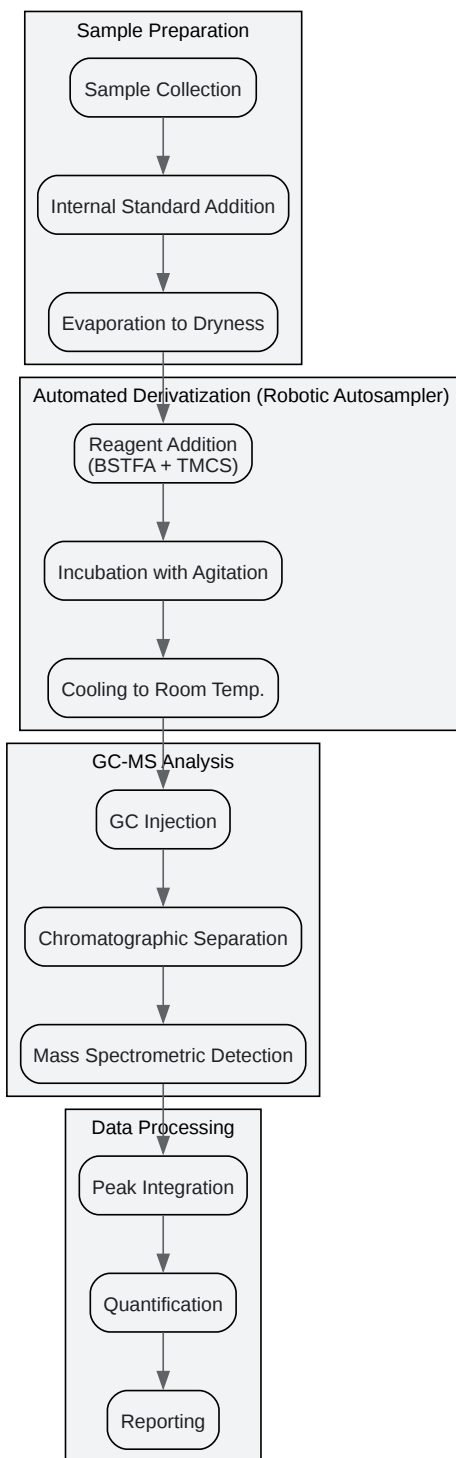 Sample Preparation
Sample Collection
Internal Standard Addition
Evaporation to Dryness
Automated Derivatization (Robotic Autosampler)
Reagent Addition
(BSTFA + TMCS)
Incubation with Agitation
Cooling to Room Temp.
GC-MS Analysis
GC Injection
Chromatographic Separation
Mass Spectrometric Detection
Data Processing
Peak Integration
Quantification
Reporting